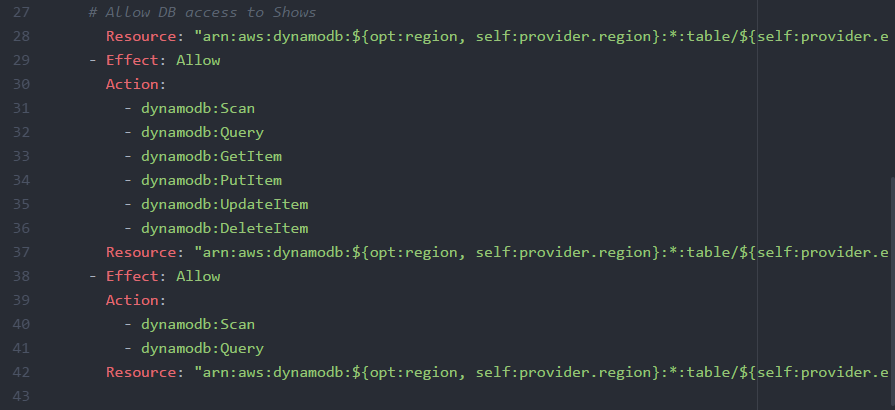 27 # Allow DB access to Shows
28 Resource: "arn:aws:dynamodb:${opt:region, self:provider.region}:*:table/${self:provider.e
29 - Effect: Allow
30 Action:
31 - dynamodb:Scan
32 - dynamodb:Query
33 - dynamodb:GetItem
34 - dynamodb:PutItem
35 - dynamodb:UpdateItem
36 - dynamodb:DeleteItem
37 Resource: "arn:aws:dynamodb:${opt:region, self:provider.region}:*:table/${self:provider.e
38 - Effect: Allow
39 Action:
40 - dynamodb:Scan
41 - dynamodb:Query
42 Resource: "arn:aws:dynamodb:${opt:region, self:provider.region}:*:table/${self:provider.e
43